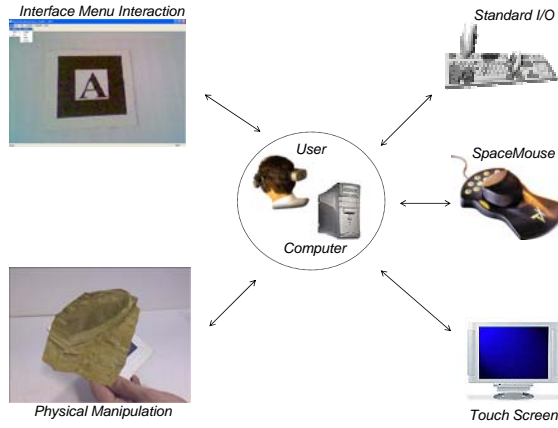 Interface Menu Interaction
Standard I/O
A
User
SpaceMouse
Computer
Physical Manipulation
Touch Screen